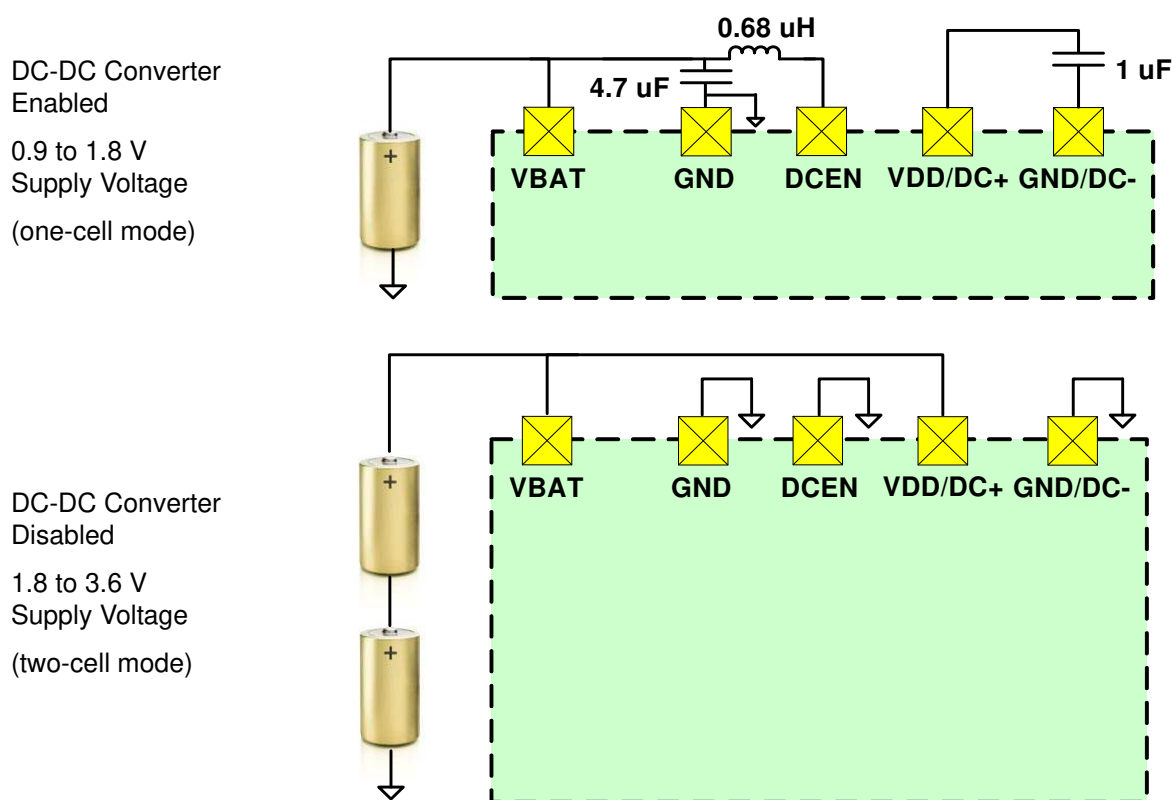 DC-DC Converter
Enabled
0.9 to 1.8 V
Supply Voltage
(one-cell mode)
0.68 uH
4.7 uF
1 uF
+
VBAT GND DCEN VDD/DC+ GND/DC-
DC-DC Converter
Disabled
1.8 to 3.6 V
Supply Voltage
(two-cell mode)
+
+
VBAT GND DCEN VDD/DC+ GND/DC-